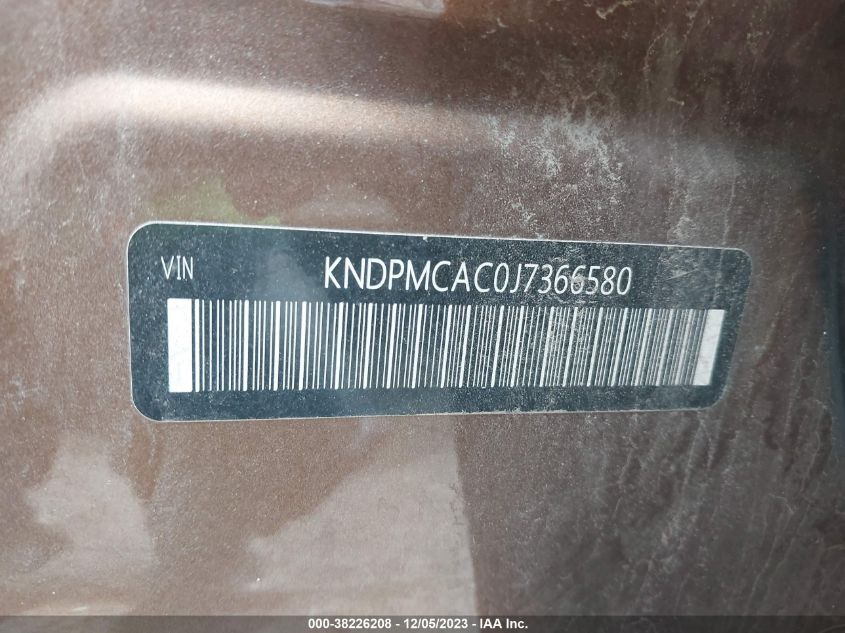 VIN
KNDPMCAC0J7366580
000-38226208 - 12/05/2023 - IAA Inc.